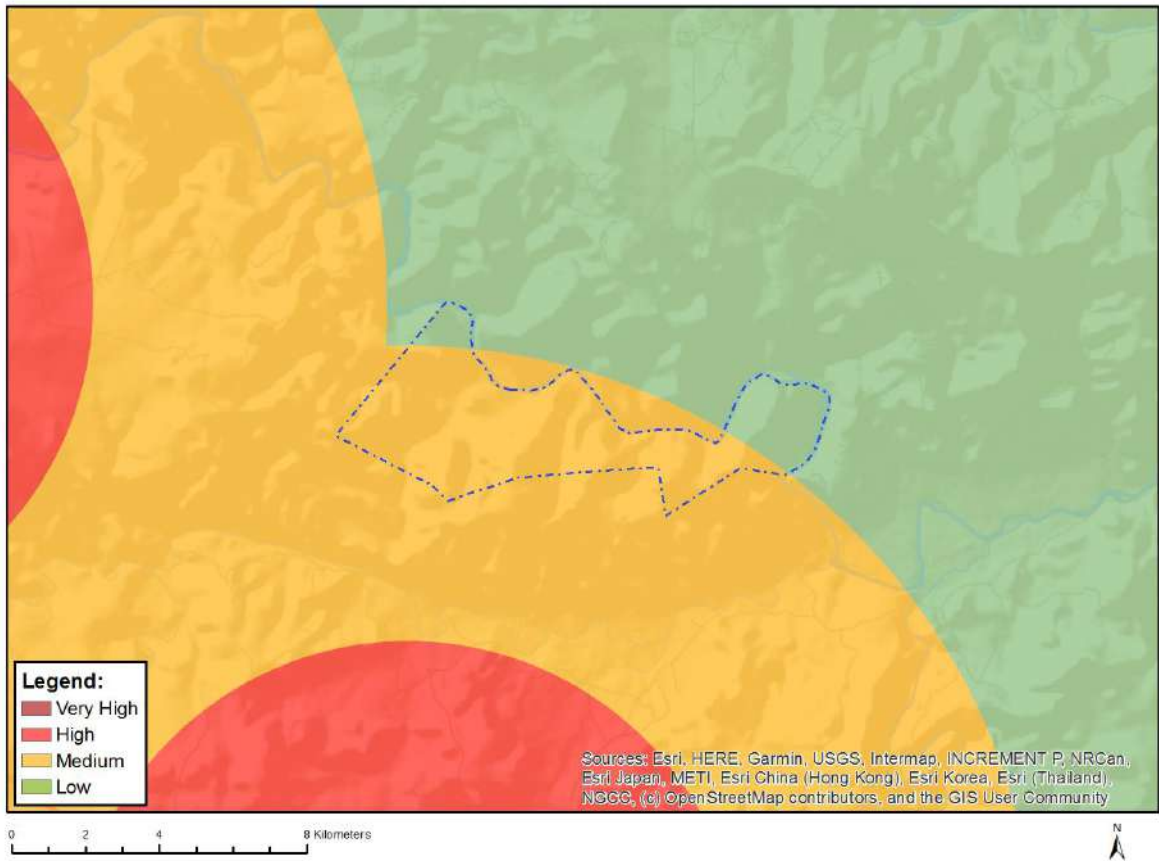 Legend:
Very High
High
Medium
Low
Sources: Esri, HERE, Garmin, USGS, Intermap, INCREMENT P, NRCan,
Esri Japan, METI, Esri China (Hong Kong), Esri Korea, Esri (Thailand),
NGCC, (c) OpenStreetMap contributors, and the GIS User Community
0 2 4 8 Kilometers
N